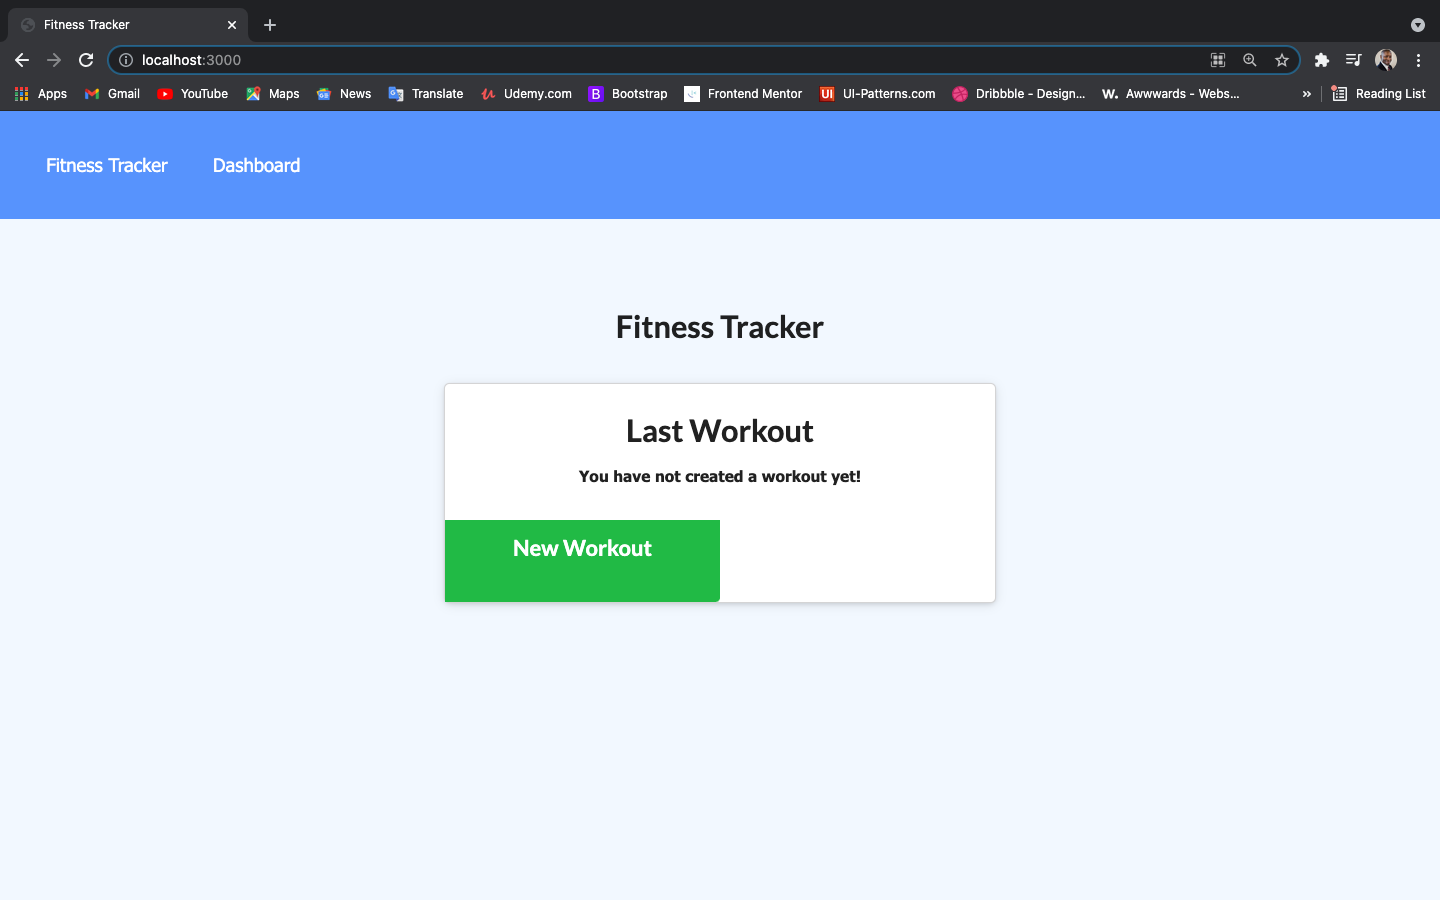 Fitness Tracker
localhost:3000
Apps Gmail YouTube Maps News Translate Udemy.com Bootstrap Frontend Mentor UI-Patterns.com Dribbble - Design... Awwwards - Webs... » Reading List
Fitness Tracker Dashboard
Fitness Tracker
Last Workout
You have not created a workout yet!
New Workout